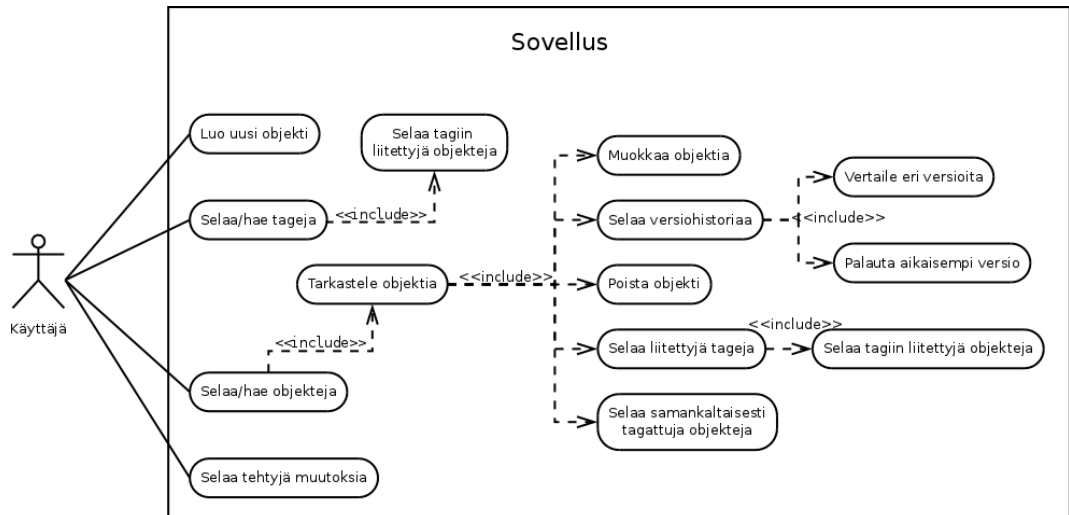 Sovellus
Luo uusi objekti
Selaa tagiin
liitettyjä objekteja
Muokkaa objektia
Vertaile eri versioita
Selaa/hae tageja
<<include>>
Selaa versiohistoriaa
<<include>>
Käyttäjä
Tarkastele objektia
<<include>>
Poista objekti
Palauta aikaisempi versio
<<include>>
Selaa liitettyjä tageja
<<include>>
Selaa tagiin liitettyjä objekteja
Selaa/hae objekteja
Selaa samankaltaisesti
tagattuja objekteja
Selaa tehtyjä muutoksia